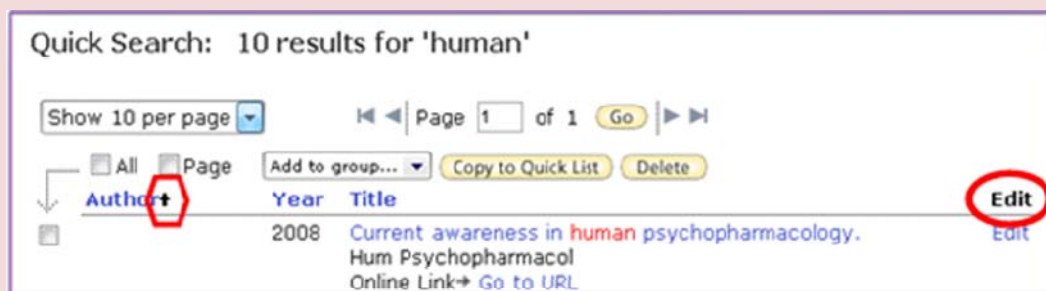 Quick Search: 10 results for 'human'
Show 10 per page Page 1 of 1 Go
All Page Add to group... Copy to Quick List Delete
Author Year Title Edit
2008 Current awareness in human psychopharmacology. Edit
Hum Psychopharmacol
Online Link→ Go to URL